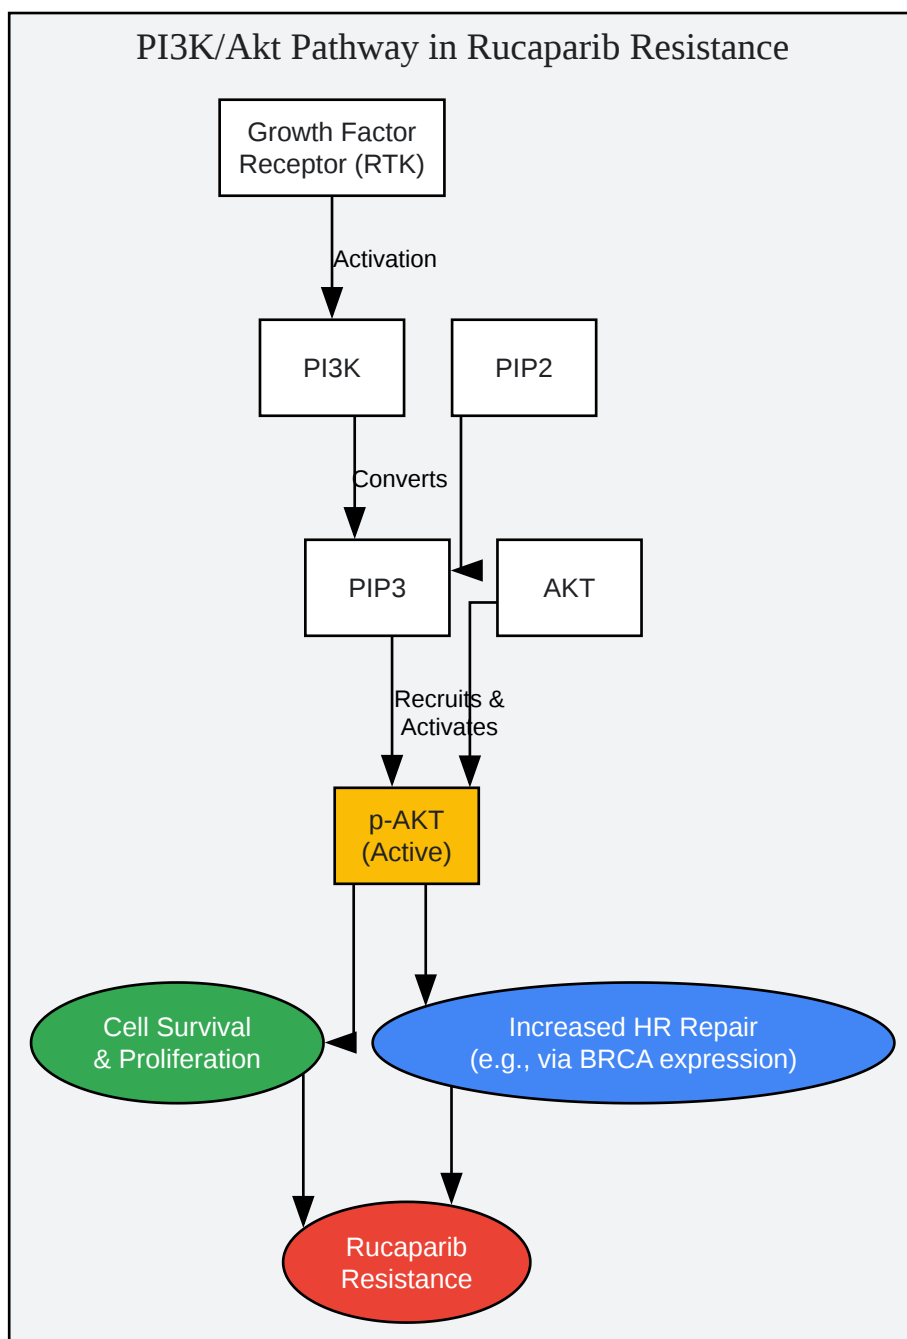 PI3K/Akt Pathway in Rucaparib Resistance
Growth Factor
Receptor (RTK)
Activation
PI3K
PIP2
Converts
PIP3
AKT
Recruits &
Activates
p-AKT
(Active)
Cell Survival
& Proliferation
Increased HR Repair
(e.g., via BRCA expression)
Rucaparib
Resistance